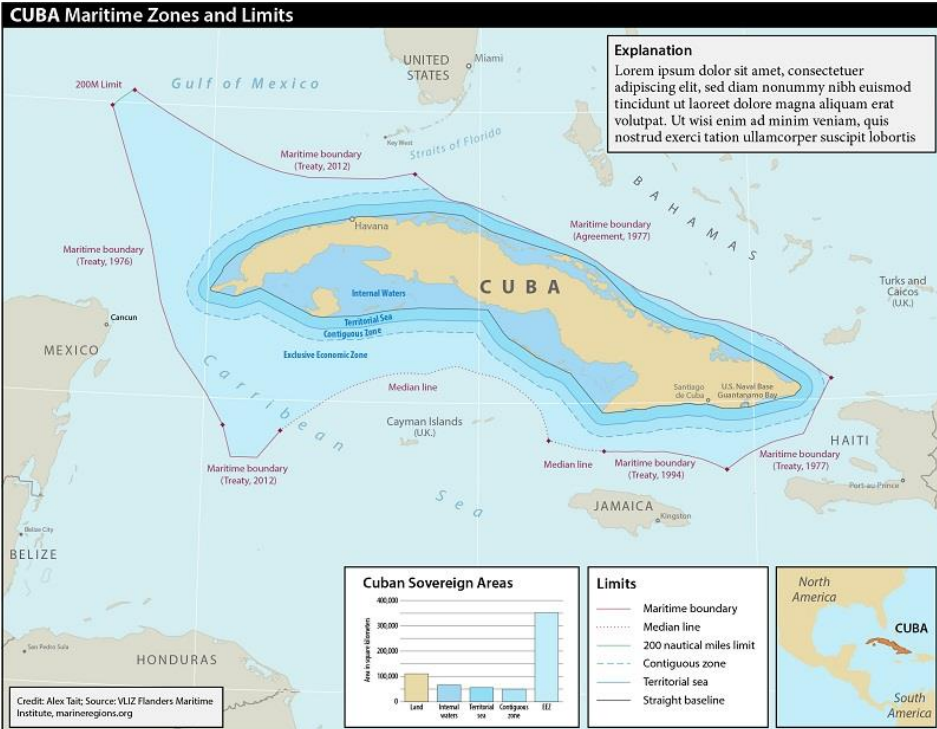 CUBA Maritime Zones and Limits
Explanation
Lorem ipsum dolor sit amet, consectetuer
adipiscing elit, sed diam nonummy nibh euismod
tincidunt ut laoreet dolore magna aliquam erat
volutpat. Ut wisi enim ad minim veniam, quis
nostrud exerci tation ullamcorper suscipit lobortis
UNITED
STATES
Miami
200M Limit
Gulf of Mexico
Key West
Straits of Florida
Maritime boundary
(Treaty, 2012)
BAHAMAS
Maritime boundary
(Agreement, 1977)
Havana
Maritime boundary
(Treaty, 1976)
CUBA
Turks and
Caicos
(U.K.)
Internal Waters
Territorial Sea
Contiguous Zone
Exclusive Economic Zone
Cancun
MEXICO
Caribbean
Sea
Median line
Santiago
de Cuba
U.S. Naval Base
Guantanamo Bay
Cayman Islands
(U.K.)
HAITI
Maritime boundary
(Treaty, 2012)
Median line
Maritime boundary
(Treaty, 1994)
Maritime boundary
(Treaty, 1977)
Port-au-Prince
JAMAICA
Kingston
Belize City
BELIZE
San Pedro Sula
HONDURAS
Credit: Alex Tait; Source: VLIZ Flanders Maritime
Institute, marineregions.org
Cuban Sovereign Areas
Area in square kilometers
400,000
300,000
200,000
100,000
0
Land
Internal
waters
Territorial
sea
Contiguous
zone
EEZ
Limits
Maritime boundary
Median line
200 nautical miles limit
Contiguous zone
Territorial sea
Straight baseline
North
America
CUBA
South
America